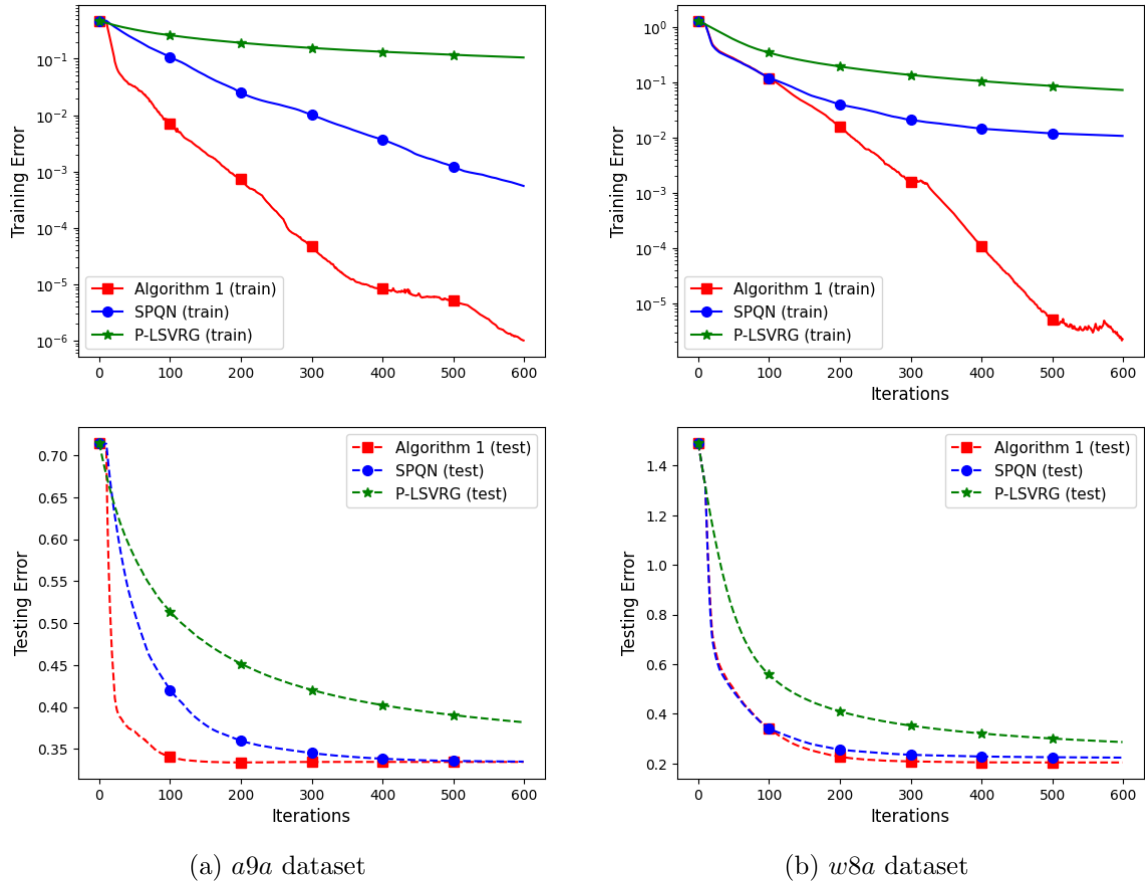 Training Error
10⁻¹
10⁻²
10⁻³
10⁻⁴
10⁻⁵
10⁻⁶
Algorithm 1 (train)
SPQN (train)
P-LSVRG (train)
0 100 200 300 400 500 600
Training Error
10⁰
10⁻¹
10⁻²
10⁻³
10⁻⁴
10⁻⁵
Algorithm 1 (train)
SPQN (train)
P-LSVRG (train)
0 100 200 300 400 500 600
Iterations
Testing Error
0.70
0.65
0.60
0.55
0.50
0.45
0.40
0.35
Algorithm 1 (test)
SPQN (test)
P-LSVRG (test)
0 100 200 300 400 500 600
Iterations
Testing Error
1.4
1.2
1.0
0.8
0.6
0.4
0.2
Algorithm 1 (test)
SPQN (test)
P-LSVRG (test)
0 100 200 300 400 500 600
Iterations
(a) a9a dataset
(b) w8a dataset